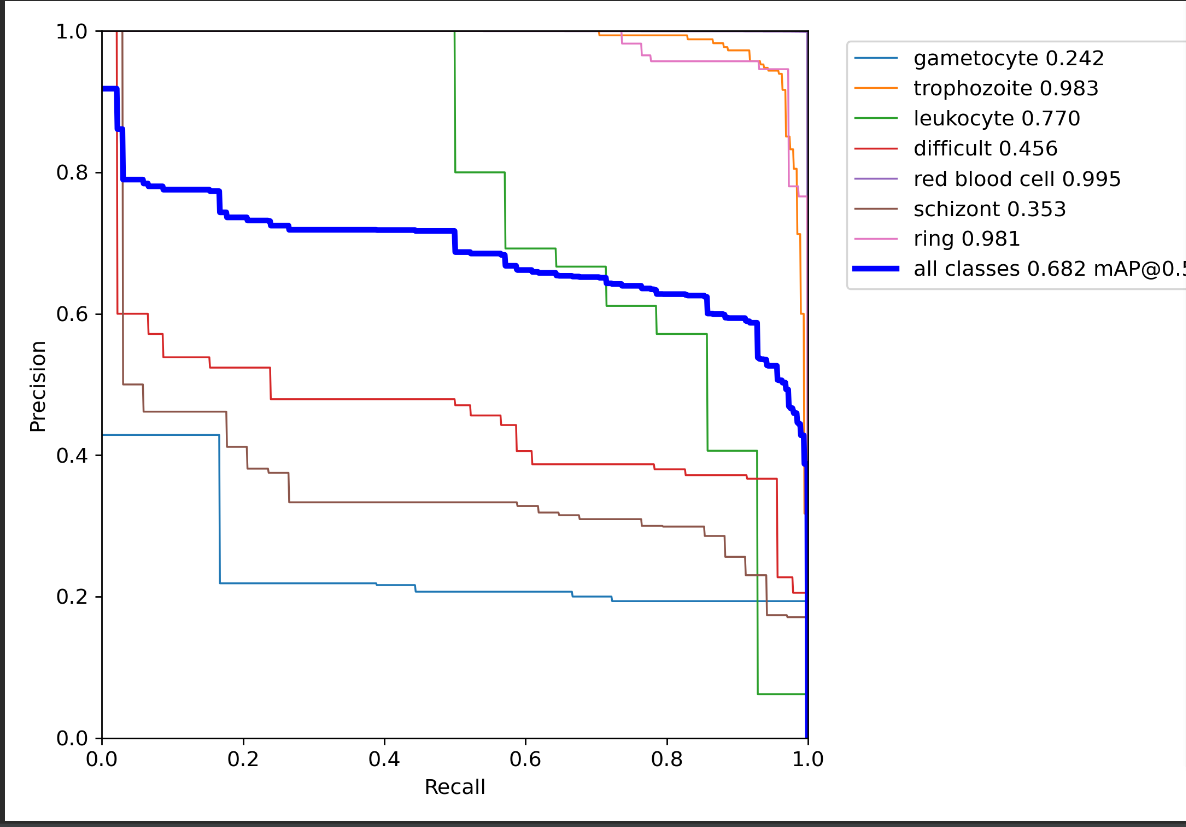 1.0
0.8
0.6
0.4
0.2
0.0
Precision
0.0 0.2 0.4 0.6 0.8 1.0
Recall
gametocyte 0.242
trophozoite 0.983
leukocyte 0.770
difficult 0.456
red blood cell 0.995
schizont 0.353
ring 0.981
all classes 0.682 mAP@0.5